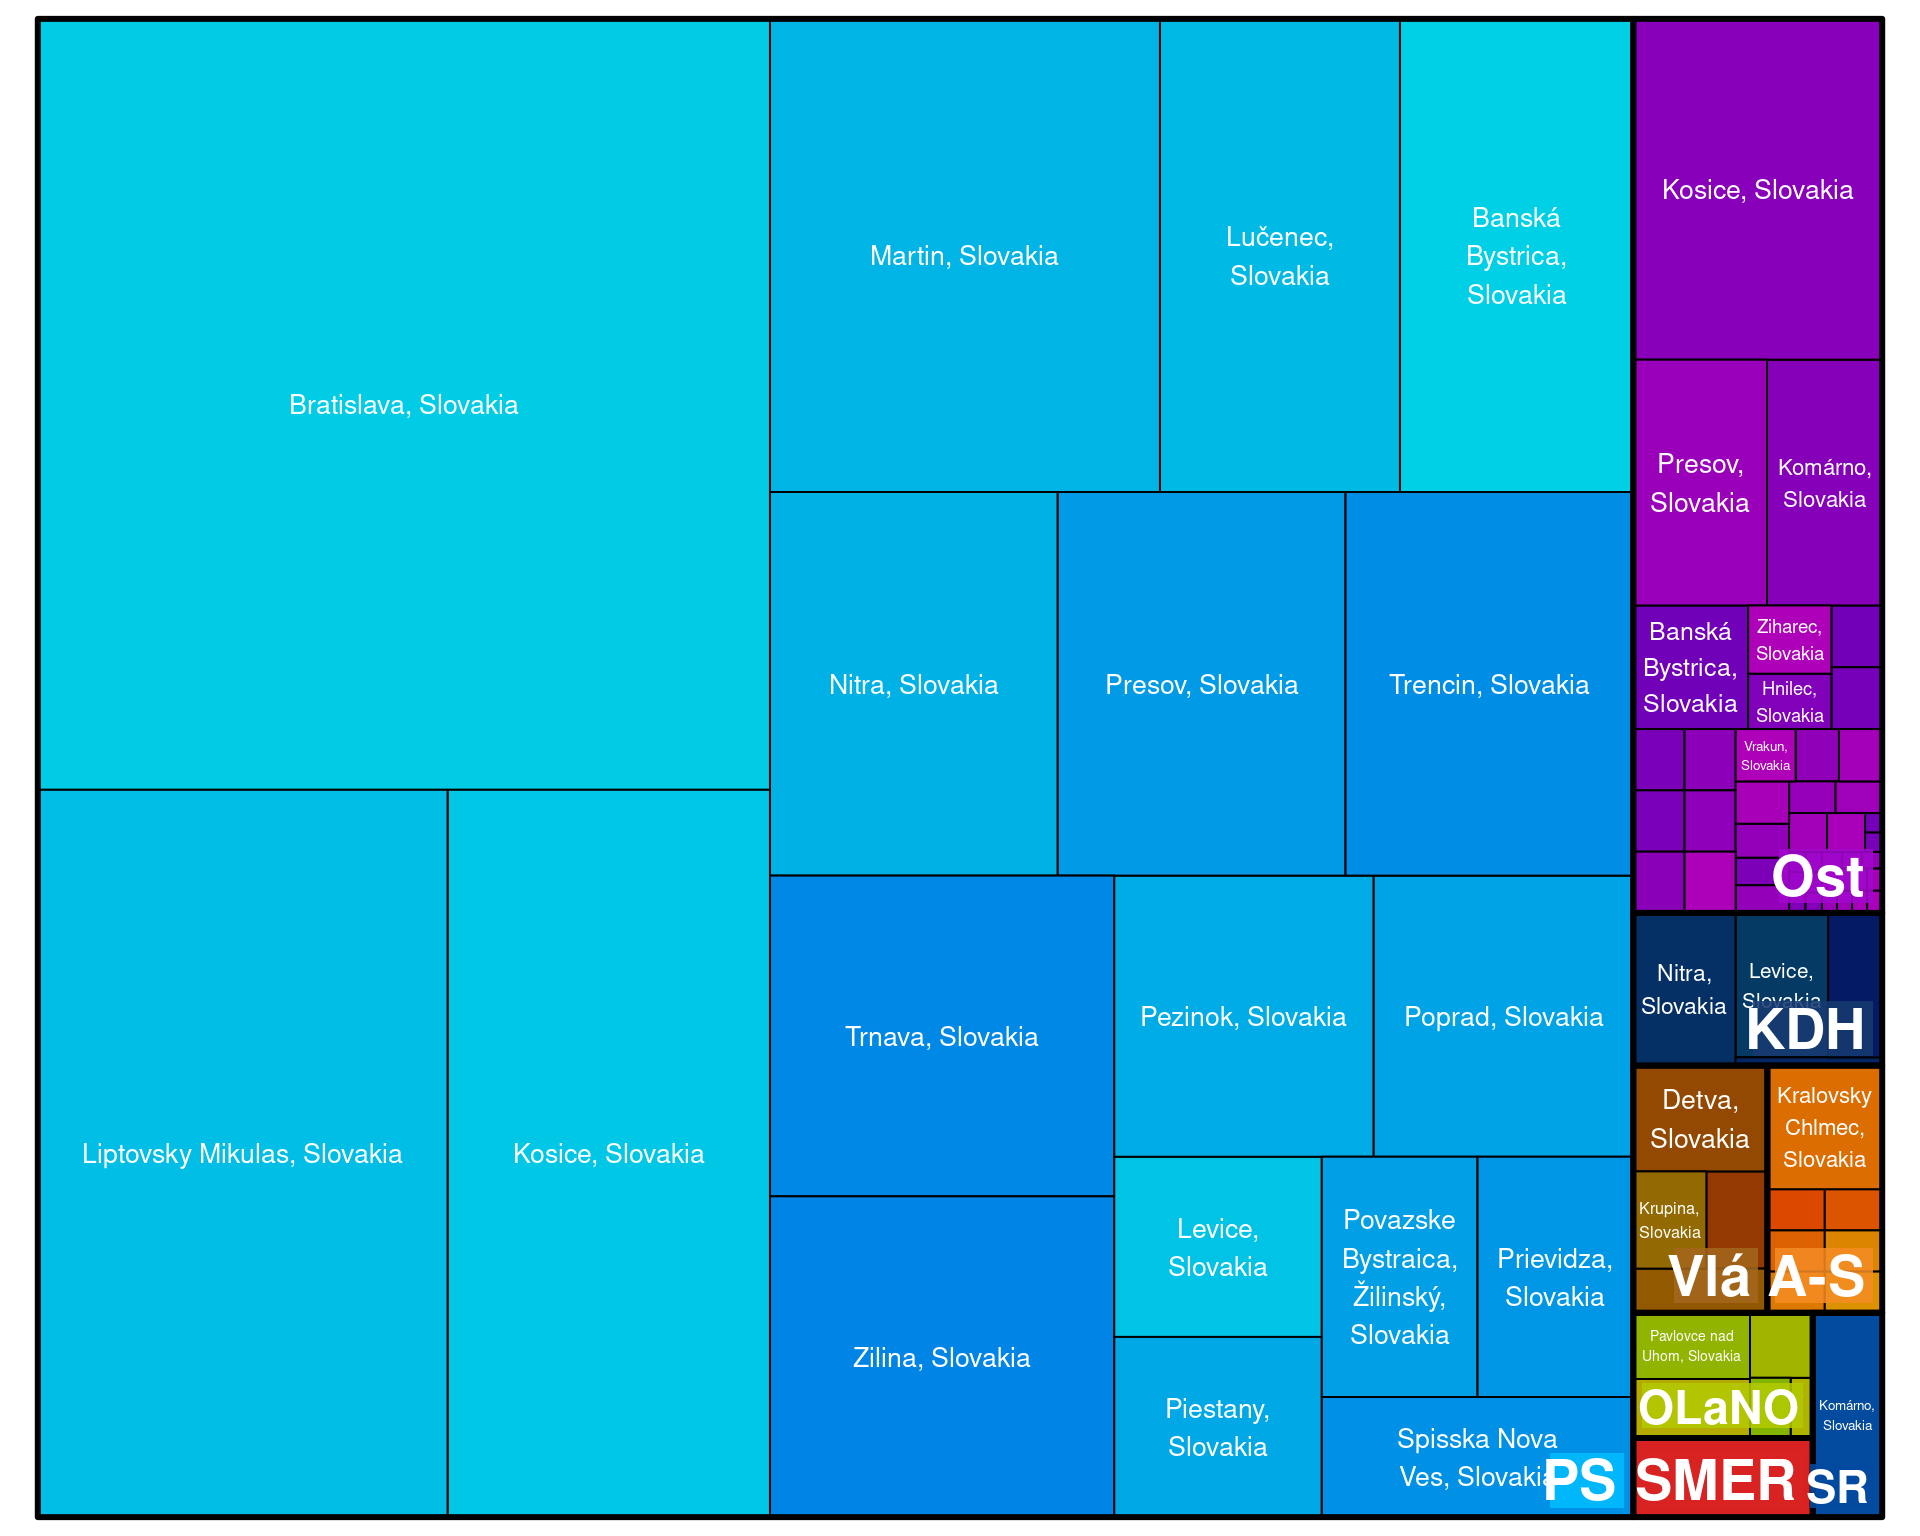 Bratislava, Slovakia
Liptovsky Mikulas, Slovakia
Kosice, Slovakia
Martin, Slovakia
Lučenec,
Slovakia
Banská
Bystrica,
Slovakia
Nitra, Slovakia
Presov, Slovakia
Trencin, Slovakia
Trnava, Slovakia
Zilina, Slovakia
Pezinok, Slovakia
Poprad, Slovakia
Levice,
Slovakia
Piestany,
Slovakia
Povazske
Bystraica,
Žilinský,
Slovakia
Prievidza,
Slovakia
Spisska Nova
Ves, Slovakia
PS
Kosice, Slovakia
Presov,
Slovakia
Komárno,
Slovakia
Banská
Bystrica,
Slovakia
Ziharec,
Slovakia
Hnilec,
Slovakia
Vrakun,
Slovakia
Ost
Nitra,
Slovakia
Levice,
Slovakia
KDH
Detva,
Slovakia
Krupina,
Slovakia
Vlá
Kralovsky
Chlmec,
Slovakia
A-S
Pavlovce nad
Uhom, Slovakia
OLaNO
Komárno,
Slovakia
SR
SMER